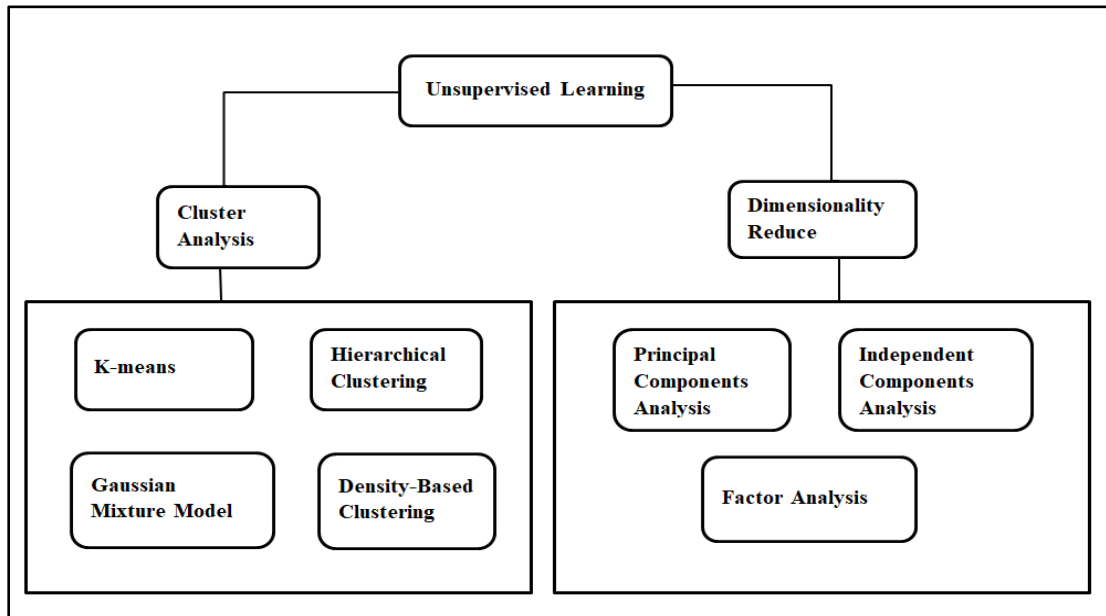 Unsupervised Learning
Cluster
Analysis
Dimensionality
Reduce
K-means
Hierarchical
Clustering
Gaussian
Mixture Model
Density-Based
Clustering
Principal
Components
Analysis
Independent
Components
Analysis
Factor Analysis